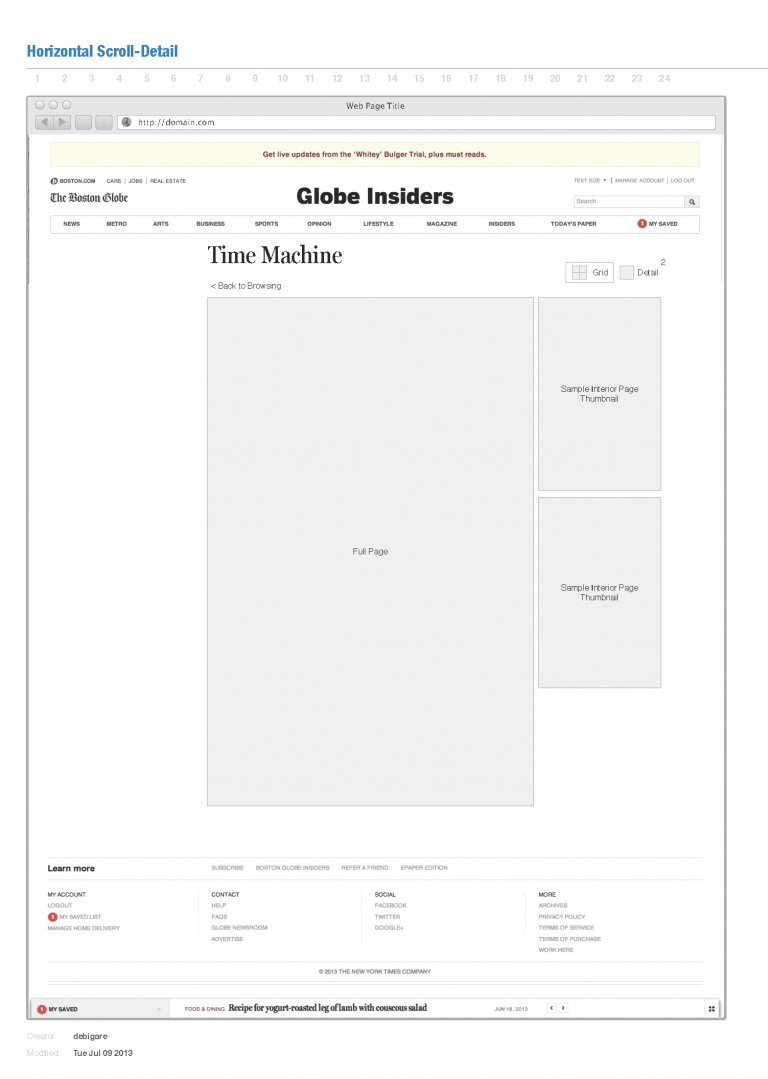 Horizontal Scroll-Detail
1 2 3 4 5 6 7 8 9 10 11 12 13 14 15 16 17 18 19 20 21 22 23 24
Web Page Title
http://domain.com
Get live updates from the 'Whitey' Bulger Trial, plus must reads.
b BOSTON.COM CARS | JOBS | REAL ESTATE
TEXT SIZE | MANAGE ACCOUNT | LOG OUT
The Boston Globe
Globe Insiders
Search
NEWS METRO ARTS BUSINESS SPORTS OPINION LIFESTYLE MAGAZINE INSIDERS TODAY'S PAPER 1 MY SAVED
Time Machine
Grid Detail 2
< Back to Browsing
Sample Interior Page
Thumbnail
Full Page
Sample Interior Page
Thumbnail
Learn more SUBSCRIBE BOSTON GLOBE INSIDERS REFER A FRIEND EPAPER EDITION
MY ACCOUNT
LOGOUT
1 MY SAVED LIST
MANAGE HOME DELIVERY
CONTACT
HELP
FAQS
GLOBE NEWSROOM
ADVERTISE
SOCIAL
FACEBOOK
TWITTER
GOOGLE+
MORE
ARCHIVES
PRIVACY POLICY
TERMS OF SERVICE
TERMS OF PURCHASE
WORK HERE
© 2013 THE NEW YORK TIMES COMPANY
1 MY SAVED FOOD & DINING Recipe for yogurt-roasted leg of lamb with couscous salad JUN 18, 2013 < >
Creator debigare
Modified Tue Jul 09 2013